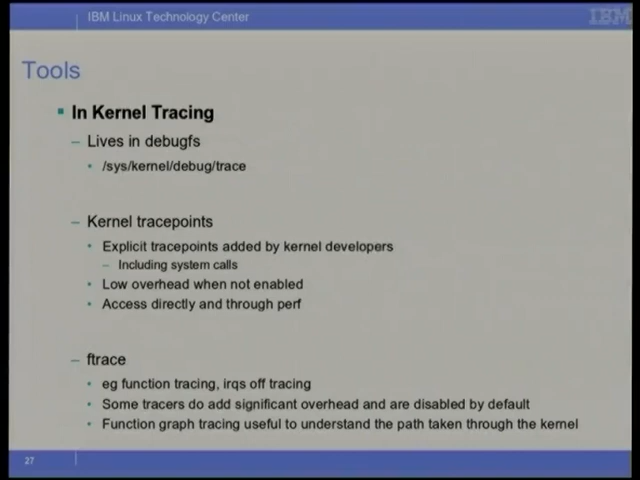 IBM Linux Technology Center
IBM
Tools
In Kernel Tracing
– Lives in debugfs
/sys/kernel/debug/trace
– Kernel tracepoints
Explicit tracepoints added by kernel developers
– Including system calls
Low overhead when not enabled
Access directly and through perf
– ftrace
eg function tracing, irqs off tracing
Some tracers do add significant overhead and are disabled by default
Function graph tracing useful to understand the path taken through the kernel
27